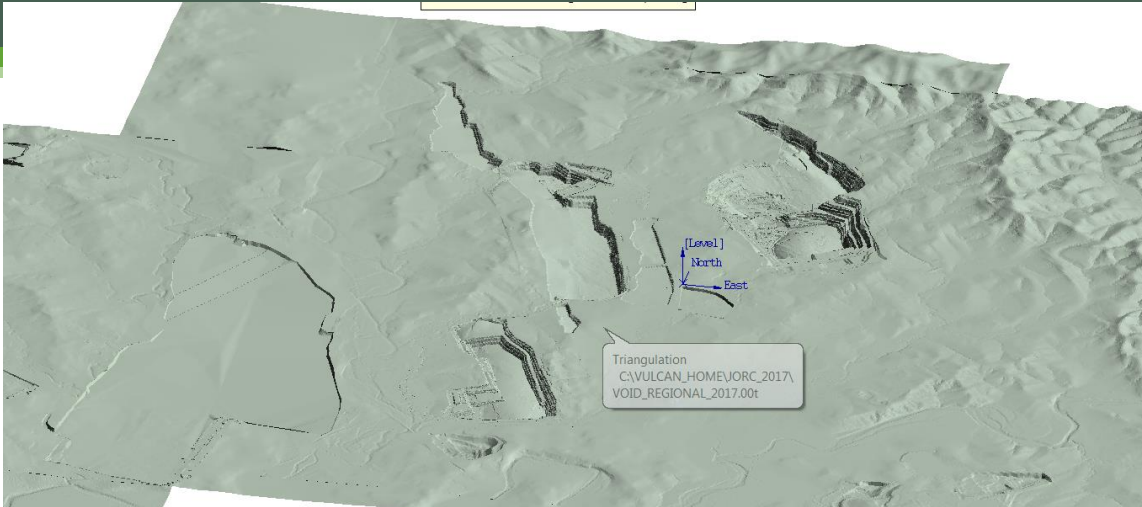 [Level]
North
East
Triangulation
C:\VULCAN_HOME\JORC_2017\
VOID_REGIONAL_2017.00t